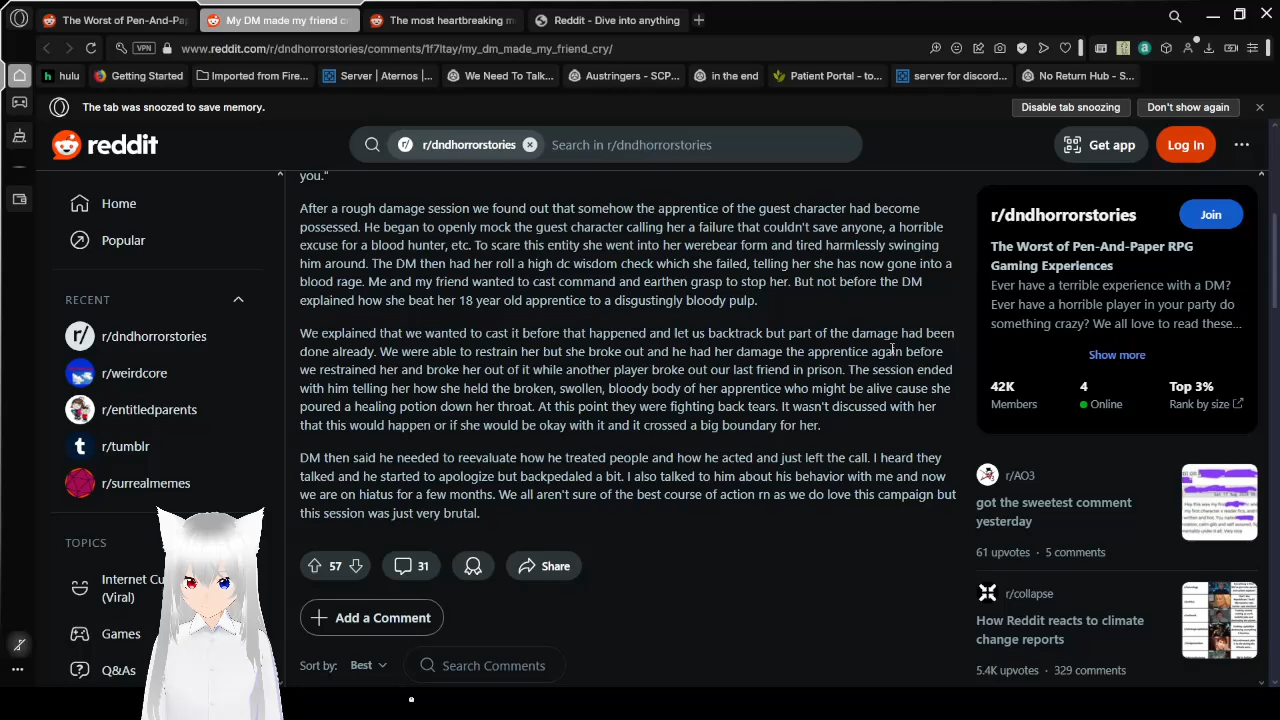 The Worst of Pen-And-Pa
My DM made my friend cr
The most heartbreaking m
Reddit - Dive into anything
VPN
www.reddit.com/r/dndhorrorstories/comments/1f7ltay/my_dm_made_my_friend_cry/
hulu
Getting Started
Imported from Fire...
Server | Aternos |...
We Need To Talk...
Austringers - SCP...
in the end
Patient Portal - to...
server for discord...
No Return Hub - S...
The tab was snoozed to save memory.
Disable tab snoozing
Don't show again
reddit
r/dndhorrorstories
Search in r/dndhorrorstories
Get app
Log In
Home
Popular
RECENT
r/dndhorrorstories
r/weirdcore
r/entitledparents
r/tumblr
r/surrealmemes
TOPICS
Internet Cu
(Viral)
Games
Q&As
you."
After a rough damage session we found out that somehow the apprentice of the guest character had become
possessed. He began to openly mock the guest character calling her a failure that couldn't save anyone, a horrible
excuse for a blood hunter, etc. To scare this entity she went into her werebear form and tired harmlessly swinging
him around. The DM then had her roll a high dc wisdom check which she failed, telling her she has now gone into a
blood rage. Me and my friend wanted to cast command and earthen grasp to stop her. But not before the DM
explained how she beat her 18 year old apprentice to a disgustingly bloody pulp.
We explained that we wanted to cast it before that happened and let us backtrack but part of the damage had been
done already. We were able to restrain her but she broke out and he had her damage the apprentice again before
we restrained her and broke her out of it while another player broke out our last friend in prison. The session ended
with him telling her how she held the broken, swollen, bloody body of her apprentice who might be alive cause she
poured a healing potion down her throat. At this point they were fighting back tears. It wasn't discussed with her
that this would happen or if she would be okay with it and it crossed a big boundary for her.
DM then said he needed to reevaluate how he treated people and how he acted and just left the call. I heard they
talked and he started to apologize but backpedaled a bit. I also talked to him about his behavior with me and now
we are on hiatus for a few months. We all aren't sure of the best course of action rn as we do love this campaign but
this session was just very brutal.
57
31
Share
Add a Comment
Sort by: Best
Search Comments
r/dndhorrorstories
Join
The Worst of Pen-And-Paper RPG
Gaming Experiences
Ever have a terrible experience with a DM?
Ever have a horrible player in your party do
something crazy? We all love to read these...
Show more
42K
Members
4
Online
Top 3%
Rank by size
r/AO3
got the sweetest comment
yesterday
61 upvotes · 5 comments
r/collapse
How Reddit reacts to climate
change reports
5.4K upvotes · 329 comments